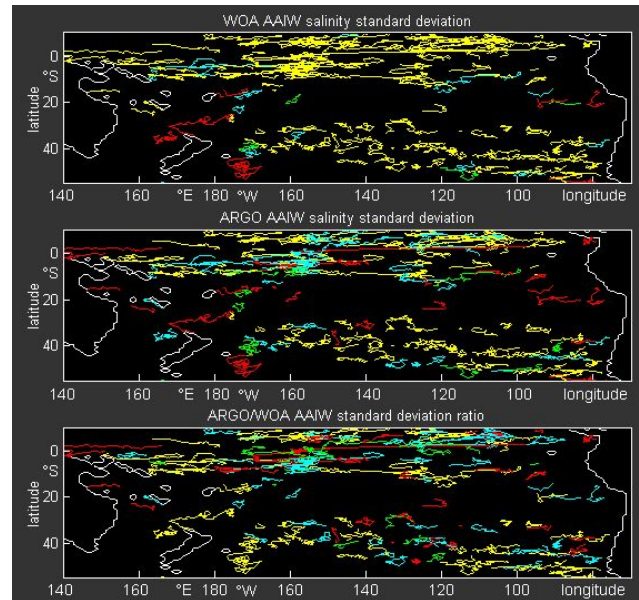 WOA AAIW salinity standard deviation
0
°S
20
40
latitude
140 160 °E 180 °W 160 140 120 100 longitude
ARGO AAIW salinity standard deviation
0
°S
20
40
latitude
140 160 °E 180 °W 160 140 120 100 longitude
ARGO/WOA AAIW standard deviation ratio
0
°S
20
40
latitude
140 160 °E 180 °W 160 140 120 100 longitude